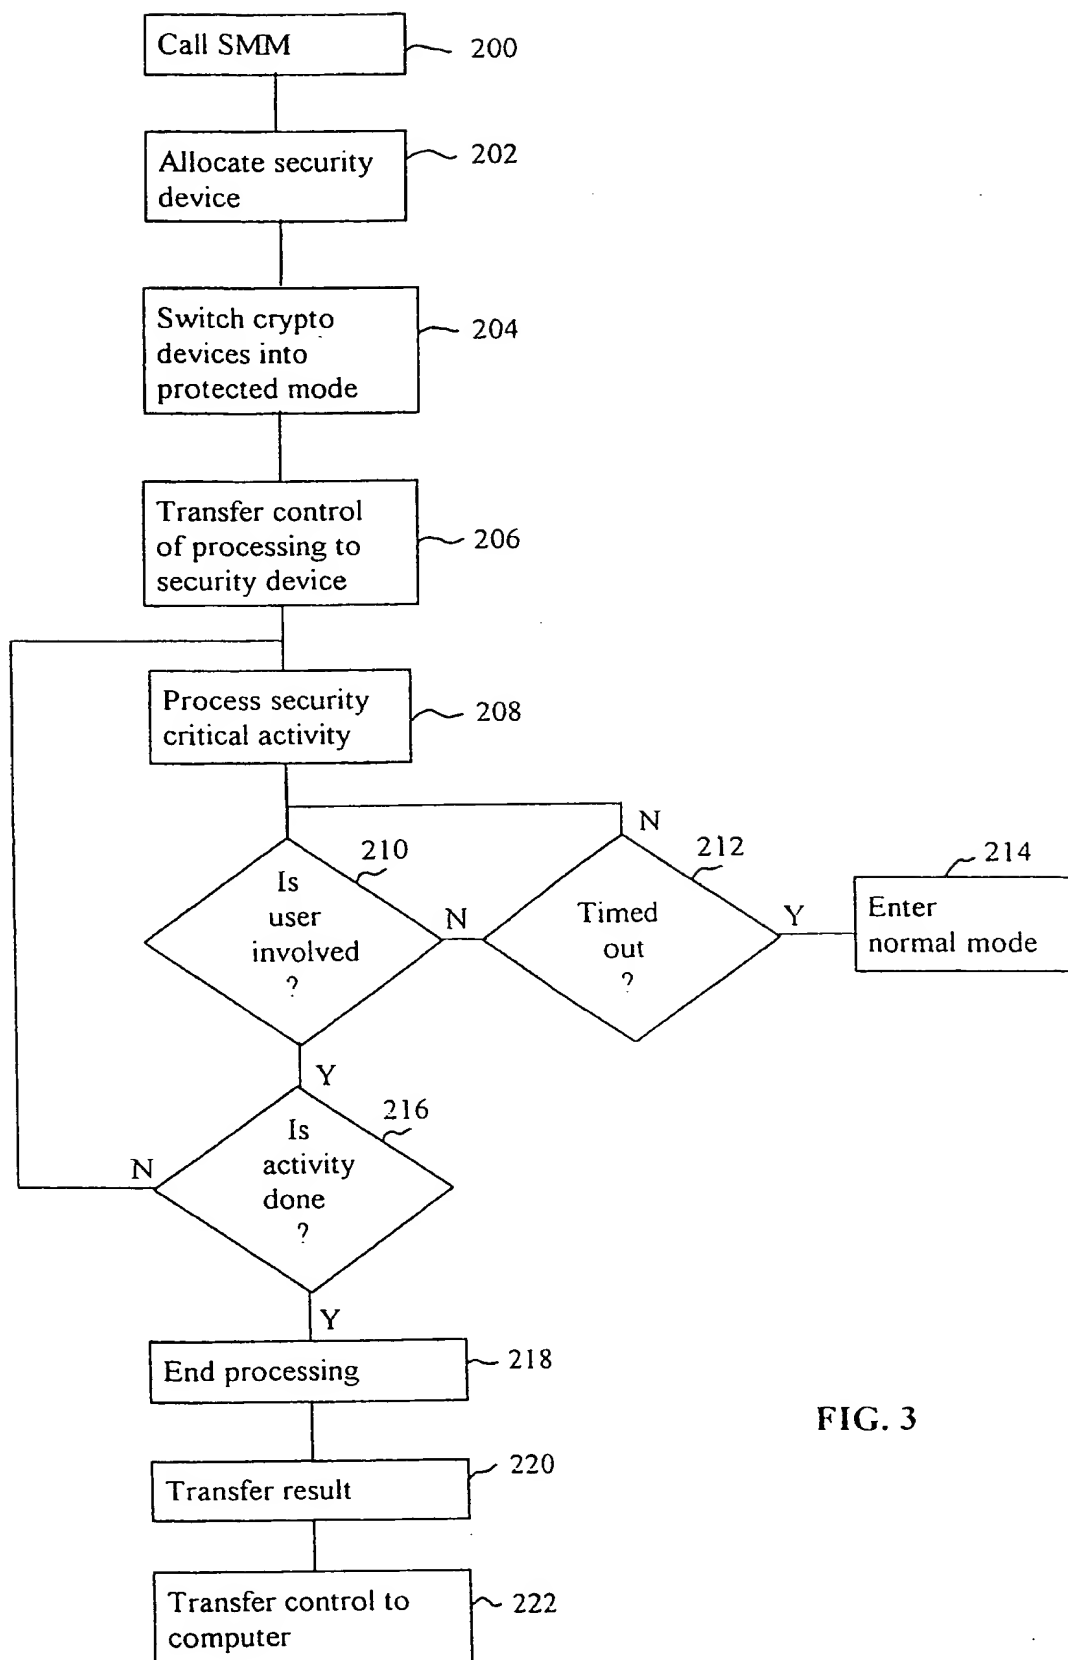 Call SMM
200
Allocate security
device
202
Switch crypto
devices into
protected mode
204
Transfer control
of processing to
security device
206
Process security
critical activity
208
N
210
212
214
Is
user
involved
?
N
Timed
out
?
Y
Enter
normal mode
Y
216
Is
activity
done
?
N
Y
End processing
218
FIG. 3
Transfer result
220
Transfer control to
computer
222